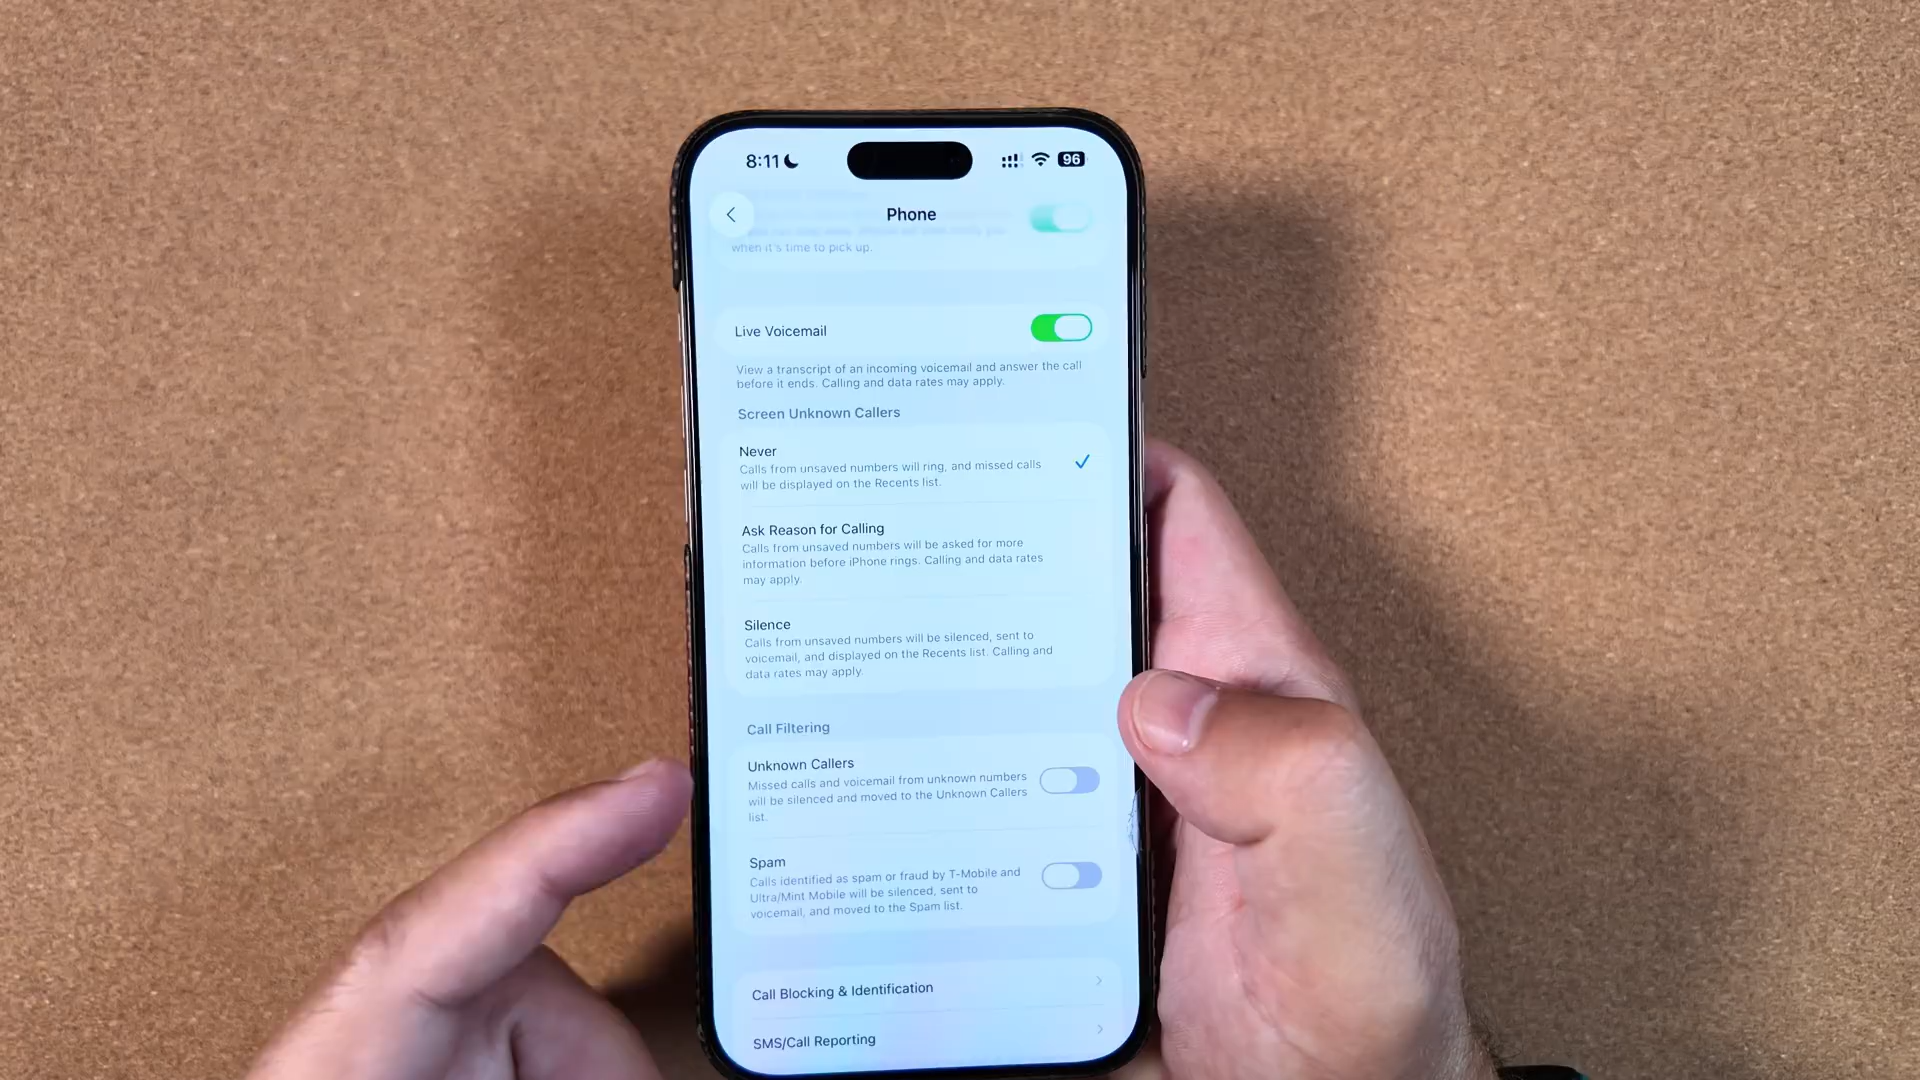 8:11
96
Phone
when it's time to pick up.
Live Voicemail
View a transcript of an incoming voicemail and answer the call
before it ends. Calling and data rates may apply.
Screen Unknown Callers
Never
Calls from unsaved numbers will ring, and missed calls
will be displayed on the Recents list.
Ask Reason for Calling
Calls from unsaved numbers will be asked for more
information before iPhone rings. Calling and data rates
may apply.
Silence
Calls from unsaved numbers will be silenced, sent to
voicemail, and displayed on the Recents list. Calling and
data rates may apply.
Call Filtering
Unknown Callers
Missed calls and voicemail from unknown numbers
will be silenced and moved to the Unknown Callers
list.
Spam
Calls identified as spam or fraud by T-Mobile and
Ultra/Mint Mobile will be silenced, sent to
voicemail, and moved to the Spam list.
Call Blocking & Identification
SMS/Call Reporting